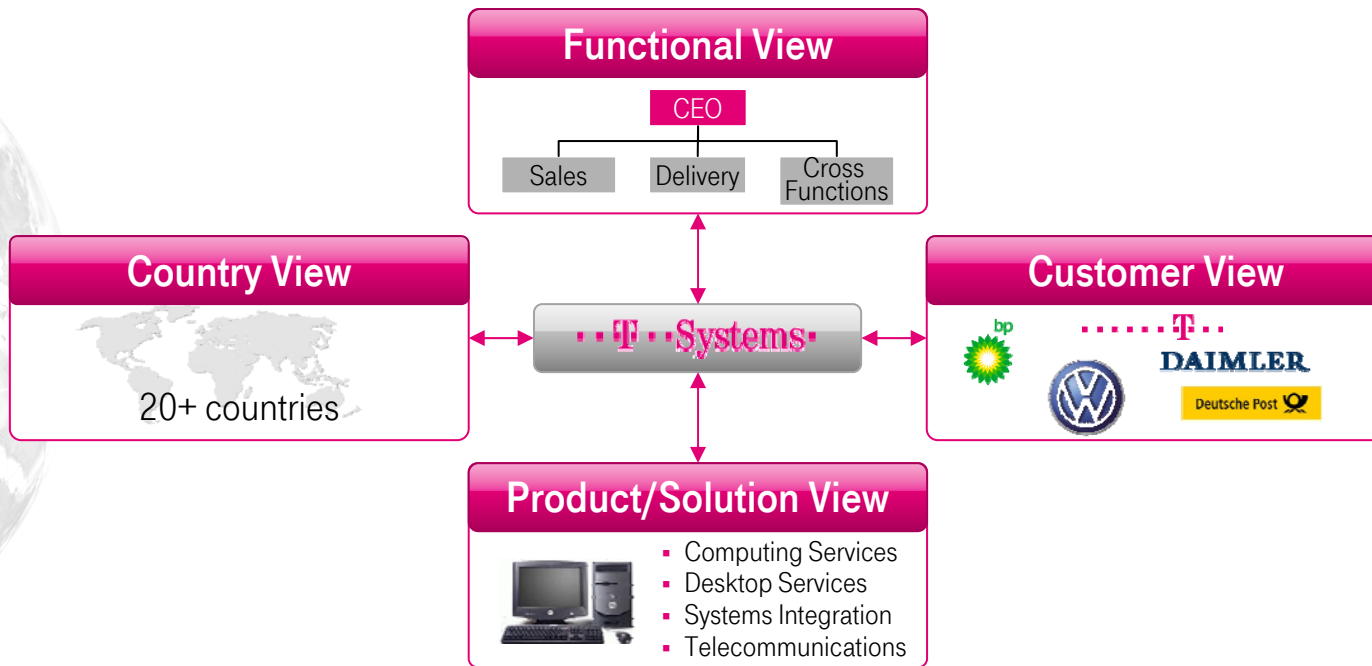 Functional View
CEO
Sales
Delivery
Cross
Functions
Country View
20+ countries
··T··Systems·
Customer View
bp
······T··
DAIMLER
VW
Deutsche Post
Product/Solution View
▪ Computing Services
▪ Desktop Services
▪ Systems Integration
▪ Telecommunications